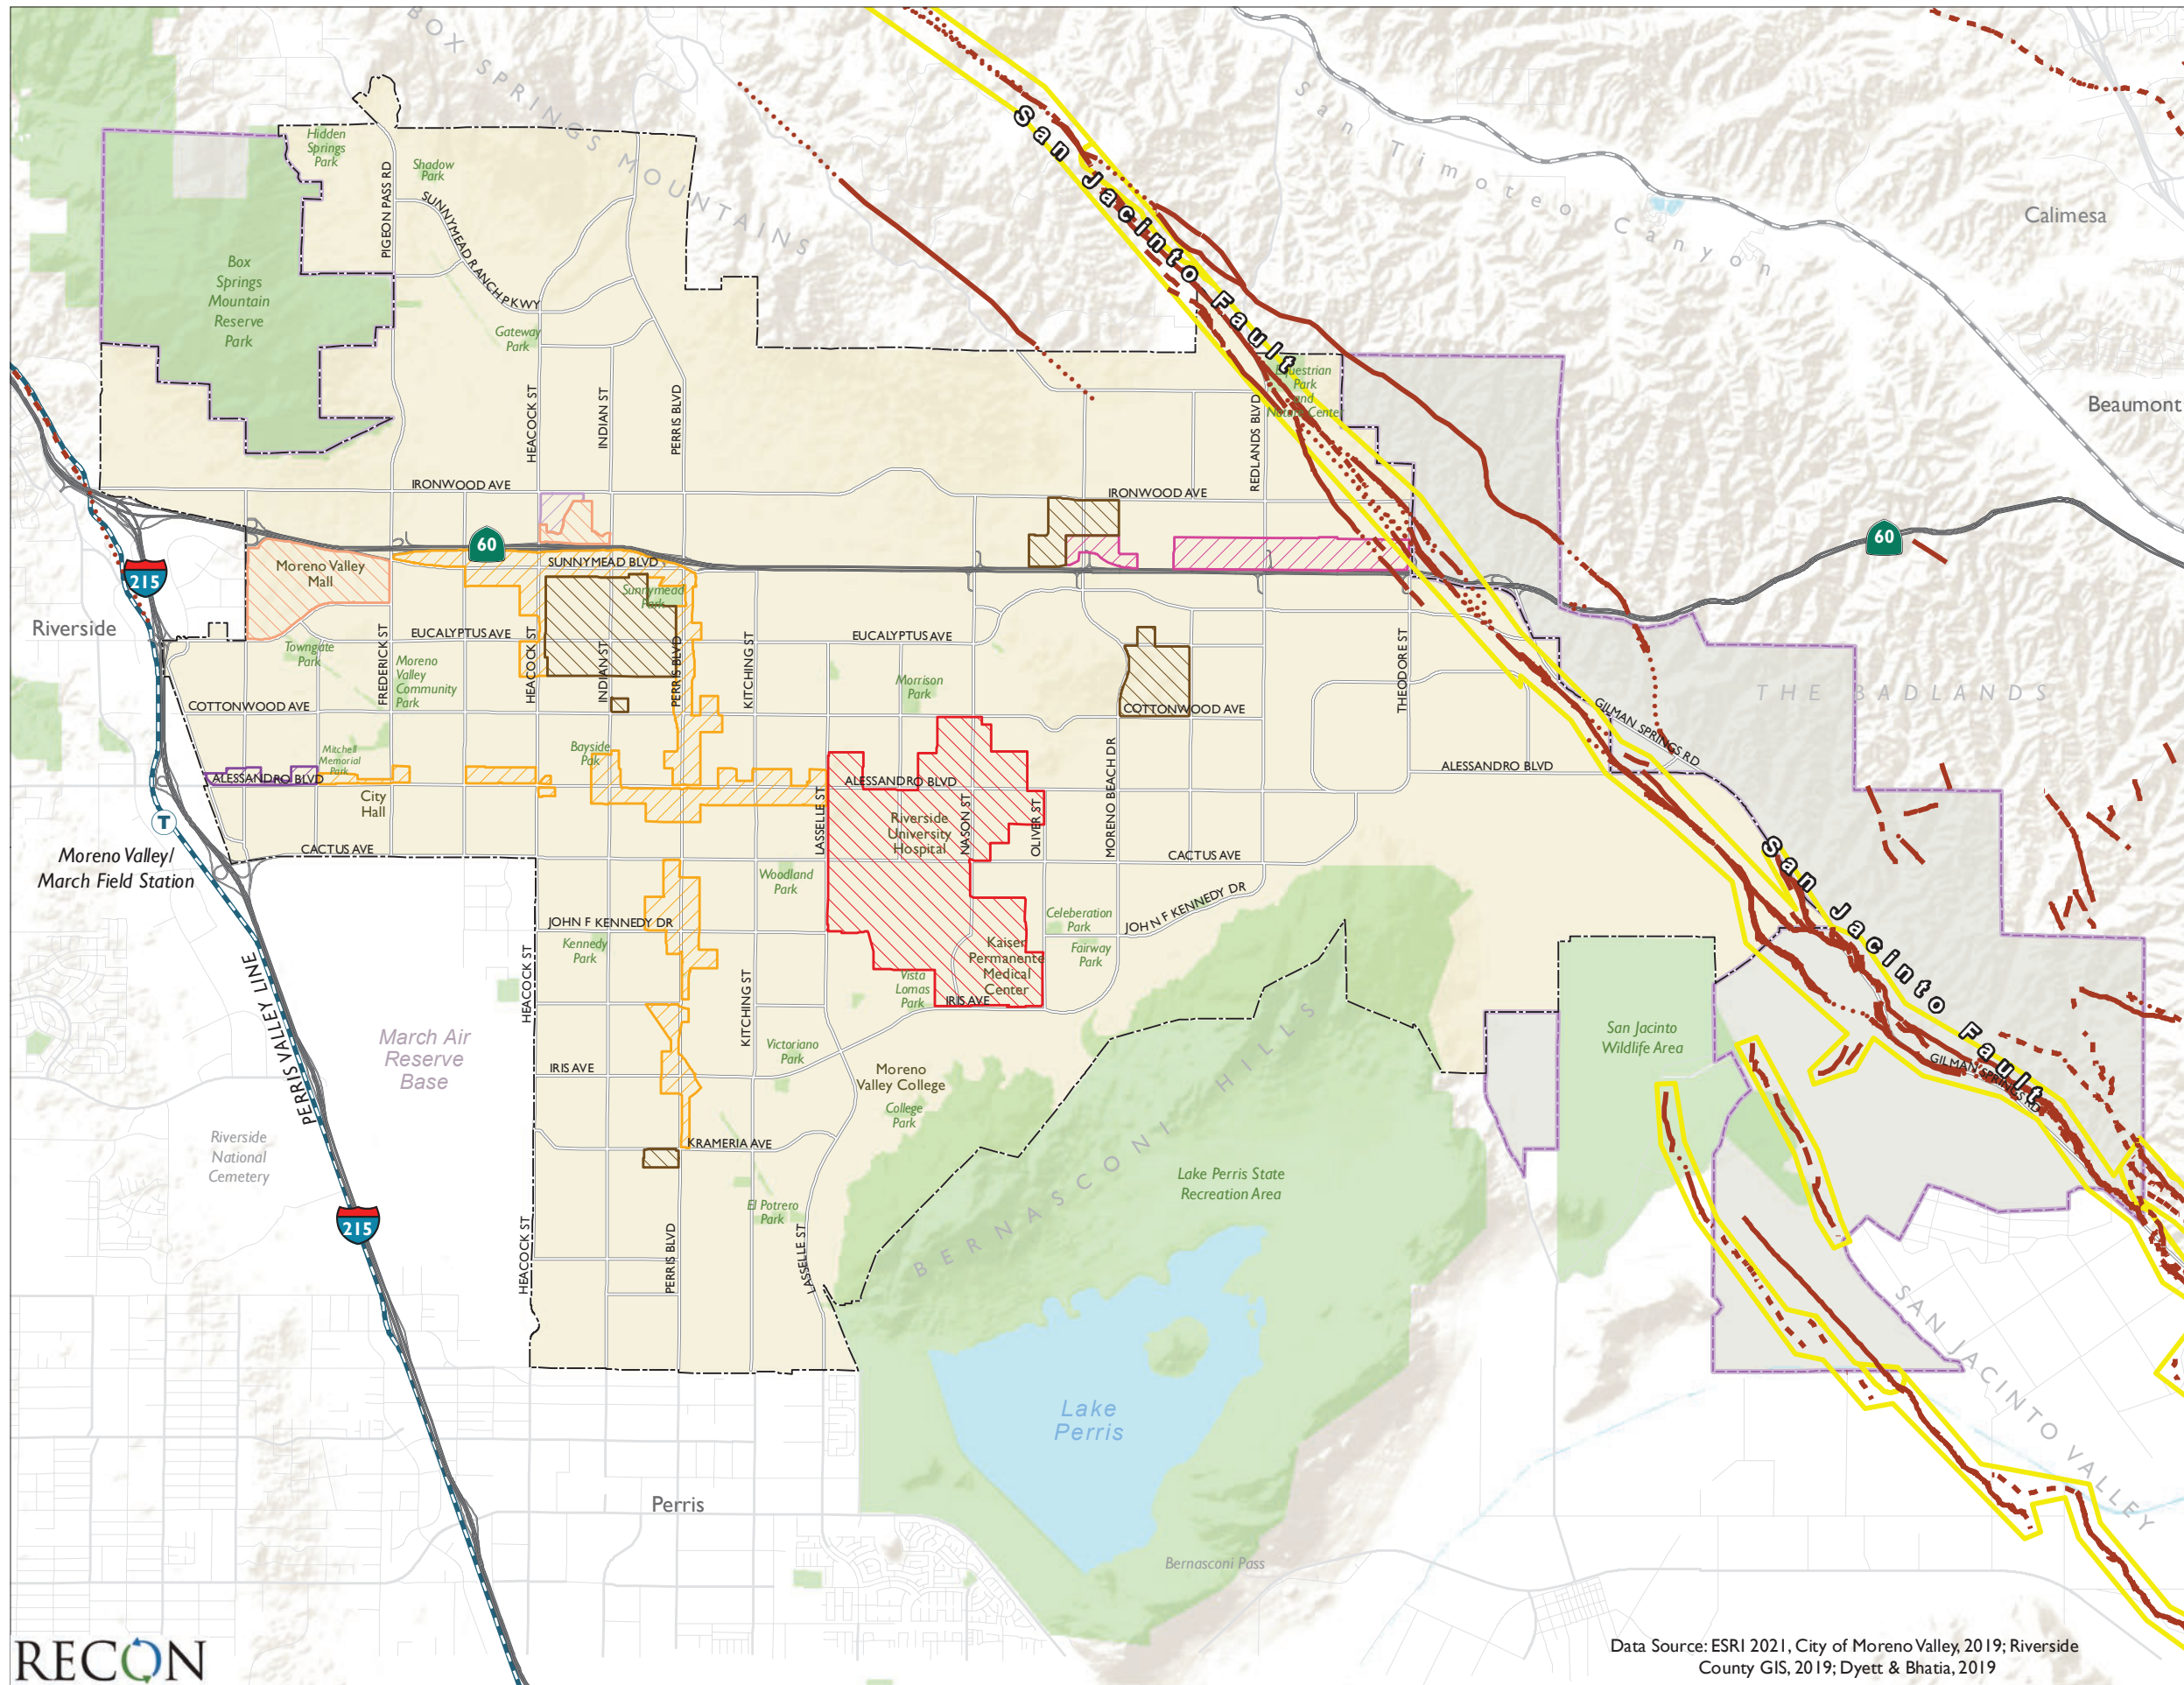 BOX SPRINGS MOUNTAINS
San Timoteo Canyon
San Jacinto Fault
Hidden
Springs
Park
Shadow
Park
PIGEON PASS RD
SUNNYMEAD RANCH PKWY
Calimesa
Box
Springs
Mountain
Reserve
Park
Gateway
Park
HEACOCK ST
INDIAN ST
PERRIS BLVD
REDLANDS BLVD
Equestrian
Park
and
Nature Center
Beaumont
IRONWOOD AVE
IRONWOOD AVE
60
60
215
Moreno Valley
Mall
SUNNYMEAD BLVD
Sunnymead
Park
Riverside
EUCALYPTUS AVE
EUCALYPTUS AVE
Towngate
Park
FREDERICK ST
Moreno
Valley
Community
Park
HEACOCK ST
INDIAN ST
PERRIS BLVD
KITCHING ST
Morrison
Park
THEODORE ST
THE BADLANDS
COTTONWOOD AVE
COTTONWOOD AVE
GILMAN SPRINGS RD
Mitchell
Memorial
Park
Bayside
Pak
ALESSANDRO BLVD
ALESSANDRO BLVD
ALESSANDRO BLVD
City
Hall
LASSELLE ST
Riverside
University
Hospital
NASON ST
OLIVER ST
MORENO BEACH DR
T
Moreno Valley/
March Field Station
CACTUS AVE
CACTUS AVE
San Jacinto Fault
Woodland
Park
JOHN F KENNEDY DR
JOHN F KENNEDY DR
Kennedy
Park
Celeberation
Park
Fairway
Park
Kaiser
Permanente
Medical
Center
Vista
Lomas
Park
IRIS AVE
HEACOCK ST
KITCHING ST
PERRIS VALLEY LINE
March Air
Reserve
Base
Victoriano
Park
IRIS AVE
Moreno
Valley College
College
Park
San Jacinto
Wildlife Area
GILMAN SPRINGS RD
BERNASCONI HILLS
Riverside
National
Cemetery
KRAMERIA AVE
Lake Perris State
Recreation Area
El Potrero
Park
215
HEACOCK ST
PERRIS BLVD
LASSELLE ST
SAN JACINTO VALLEY
Lake
Perris
Perris
Bernasconi Pass
RECON
Data Source: ESRI 2021, City of Moreno Valley, 2019; Riverside
County GIS, 2019; Dyett & Bhatia, 2019